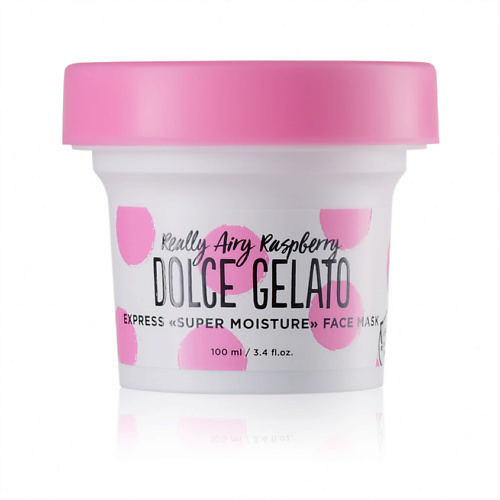 Really Airy Raspberry
DOLCE GELATO
EXPRESS «SUPER MOISTURE» FACE MASK
100 ml / 3.4 fl.oz.